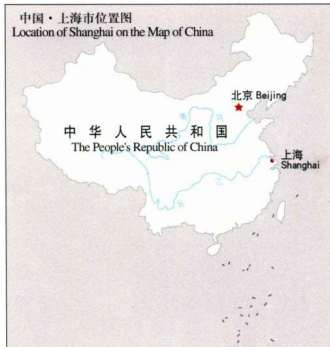 中国·上海市位置图
Location of Shanghai on the Map of China
北京 Beijing
中华人民共和国
The People's Republic of China
上海
Shanghai